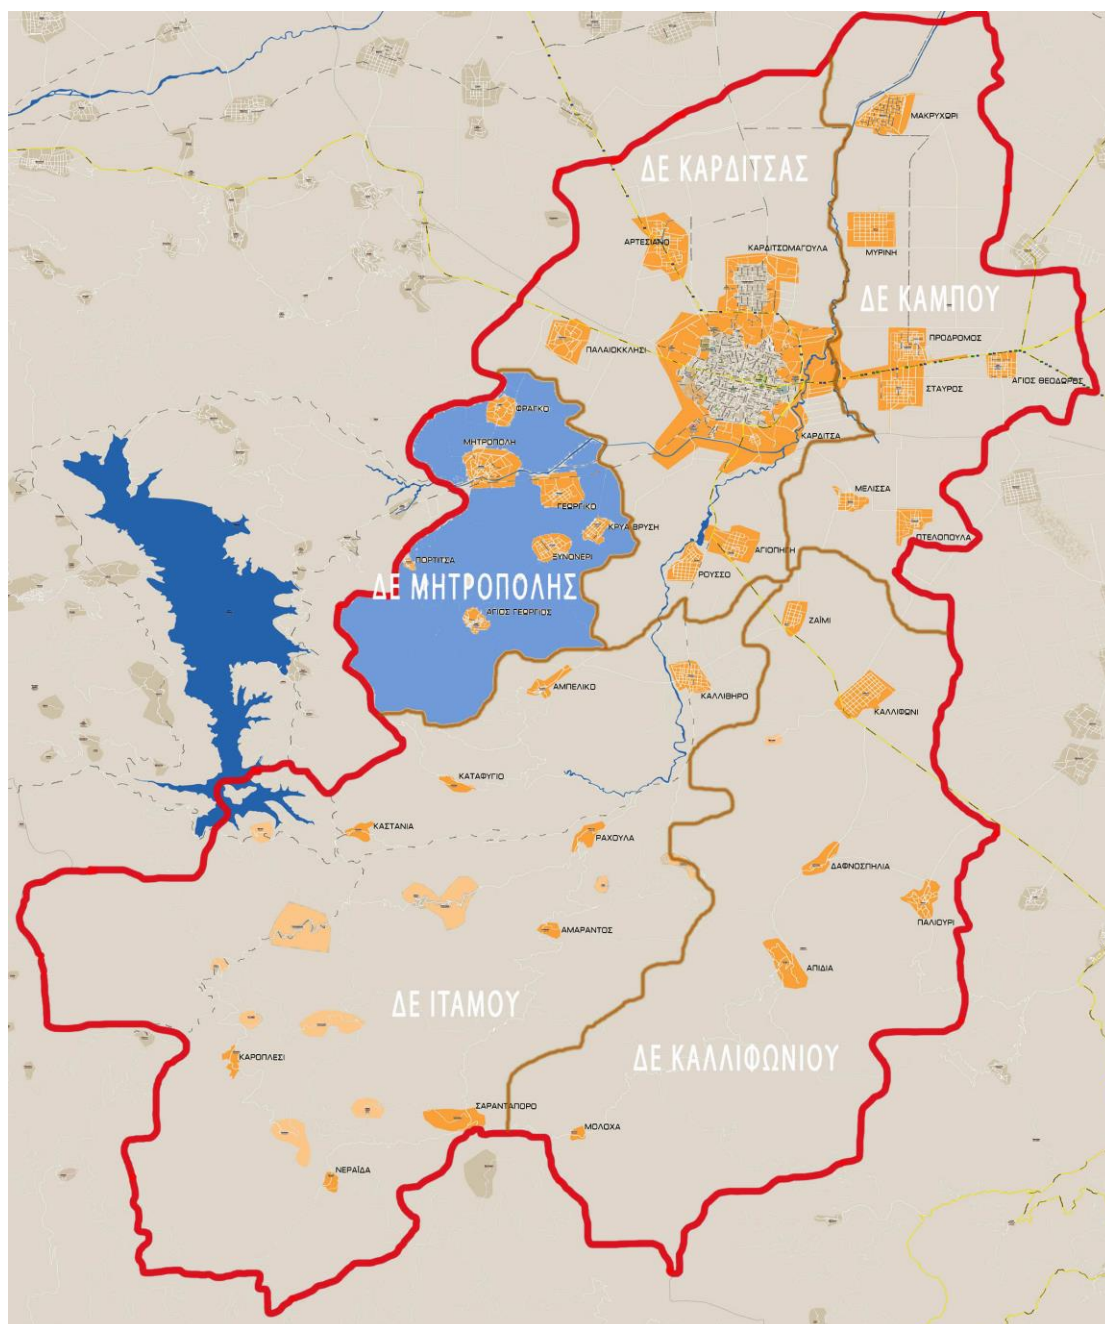 ΜΑΚΡΥΧΩΡΙ
ΔΕ ΚΑΡΔΙΤΣΑΣ
ΑΡΤΕΣΙΑΝΟ
ΚΑΡΔΙΤΣΟΜΑΓΟΥΛΑ
ΜΥΡΙΝΗ
ΔΕ ΚΑΜΠΟΥ
ΠΑΛΑΙΟΚΚΛΗΣΙ
ΠΡΟΔΡΟΜΟΣ
ΑΓΙΟΣ ΘΕΟΔΩΡΟΣ
ΣΤΑΥΡΟΣ
ΦΡΑΓΚΟ
ΚΑΡΔΙΤΣΑ
ΜΗΤΡΟΠΟΛΗ
ΜΕΛΙΣΣΑ
ΓΕΩΡΓΙΚΟ
ΚΡΥΑ ΒΡΥΣΗ
ΠΤΕΛΟΠΟΥΛΑ
ΑΓΙΟΠΗΓΗ
ΞΥΝΟΝΕΡΙ
ΠΟΡΤΙΤΣΑ
ΡΟΥΣΣΟ
ΔΕ ΜΗΤΡΟΠΟΛΗΣ
ΑΓΙΟΣ ΓΕΩΡΓΙΟΣ
ΖΑΪΜΙ
ΑΜΠΕΛΙΚΟ
ΚΑΛΛΙΘΗΡΟ
ΚΑΛΛΙΦΩΝΙ
ΚΑΤΑΦΥΓΙΟ
ΚΑΣΤΑΝΙΑ
ΡΑΧΟΥΛΑ
ΔΑΦΝΟΣΠΗΛΙΑ
ΠΑΛΙΟΥΡΙ
ΑΜΑΡΑΝΤΟΣ
ΑΠΙΔΙΑ
ΔΕ ΙΤΑΜΟΥ
ΚΑΡΟΠΛΕΣΙ
ΔΕ ΚΑΛΛΙΦΩΝΙΟΥ
ΣΑΡΑΝΤΑΠΟΡΟ
ΜΟΛΟΧΑ
ΝΕΡΑΪΔΑ